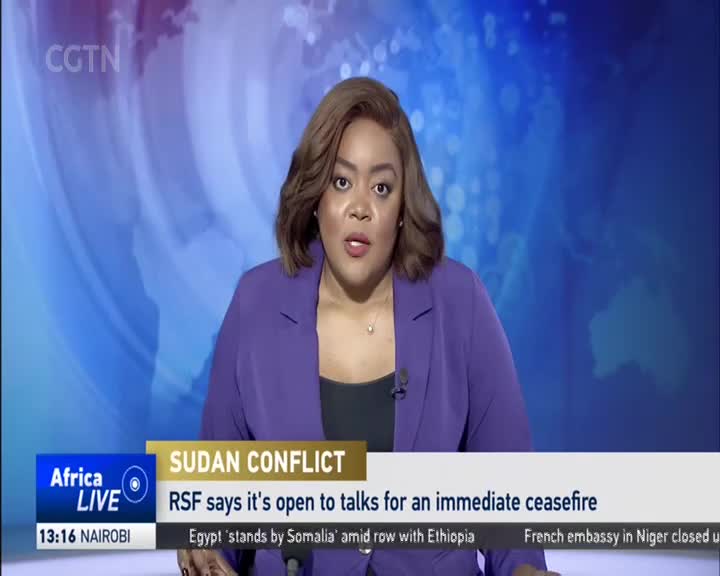 CGTN
SUDAN CONFLICT
Africa
LIVE
RSF says it's open to talks for an immediate ceasefire
13:16 NAIROBI
Egypt 'stands by Somalia' amid row with Ethiopia
French embassy in Niger closed u